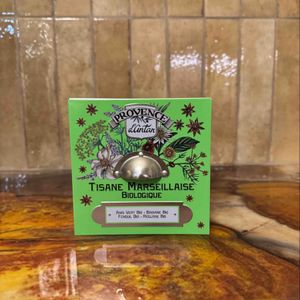 PROVENCE
d'antan
TISANE MARSEILLAISE
BIOLOGIQUE
ANIS VERT BIO - BADIANE BIO
FENOUIL BIO - RÉGLISSE BIO